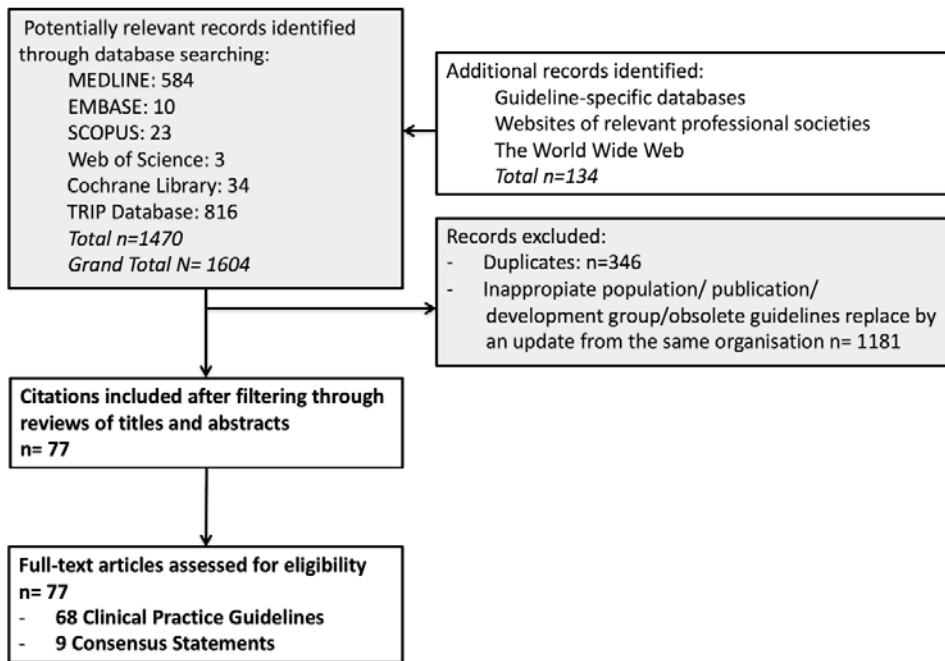 Potentially relevant records identified
through database searching:
MEDLINE: 584
EMBASE: 10
SCOPUS: 23
Web of Science: 3
Cochrane Library: 34
TRIP Database: 816
Total n=1470
Grand Total N= 1604
Additional records identified:
Guideline-specific databases
Websites of relevant professional societies
The World Wide Web
Total n=134
Records excluded:
- Duplicates: n=346
- Inappropiate population/ publication/
development group/obsolete guidelines replace by
an update from the same organisation n= 1181
Citations included after filtering through
reviews of titles and abstracts
n= 77
Full-text articles assessed for eligibility
n= 77
- 68 Clinical Practice Guidelines
- 9 Consensus Statements